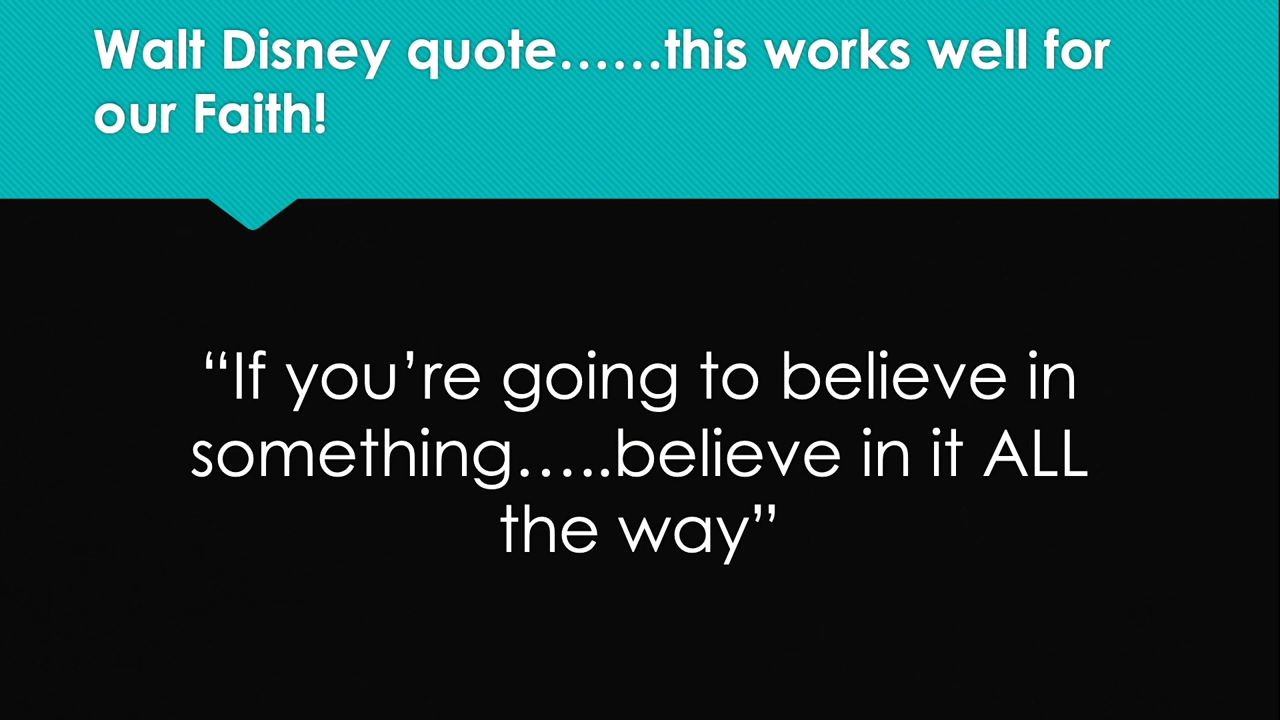 Walt Disney quote……this works well for
our Faith!
“If you’re going to believe in
something…..believe in it ALL
the way”